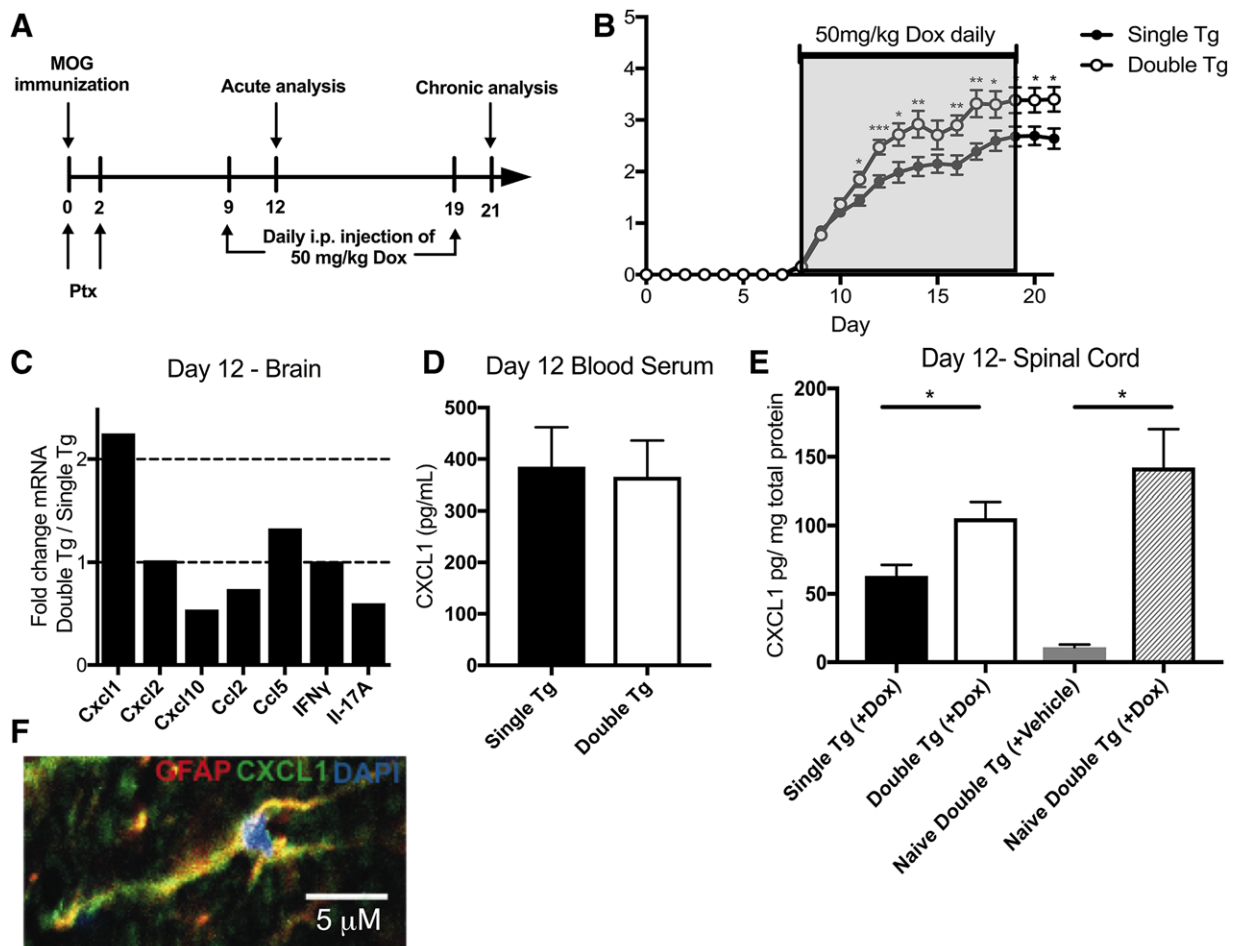 A
MOG
immunization
Acute analysis
Chronic analysis
0
2
9
12
19
21
Daily i.p. injection of
50 mg/kg Dox
Ptx
B
50mg/kg Dox daily
Single Tg
Double Tg
5
4
3
2
1
0
* *** * ** ** ** * * * *
0
5
10
15
20
Day
C
Day 12 - Brain
Fold change mRNA
Double Tg / Single Tg
2
1
0
Cxcl1
Cxcl2
Cxcl10
Ccl2
Ccl5
IFNγ
Il-17A
D
Day 12 Blood Serum
CXCL1 (pg/mL)
500
400
300
200
100
0
Single Tg
Double Tg
E
Day 12- Spinal Cord
CXCL1 pg/ mg total protein
200
150
100
50
0
*
*
Single Tg (+Dox)
Double Tg (+Dox)
Naive Double Tg (+Vehicle)
Naive Double Tg (+Dox)
F
GFAP CXCL1 DAPI
5 µM